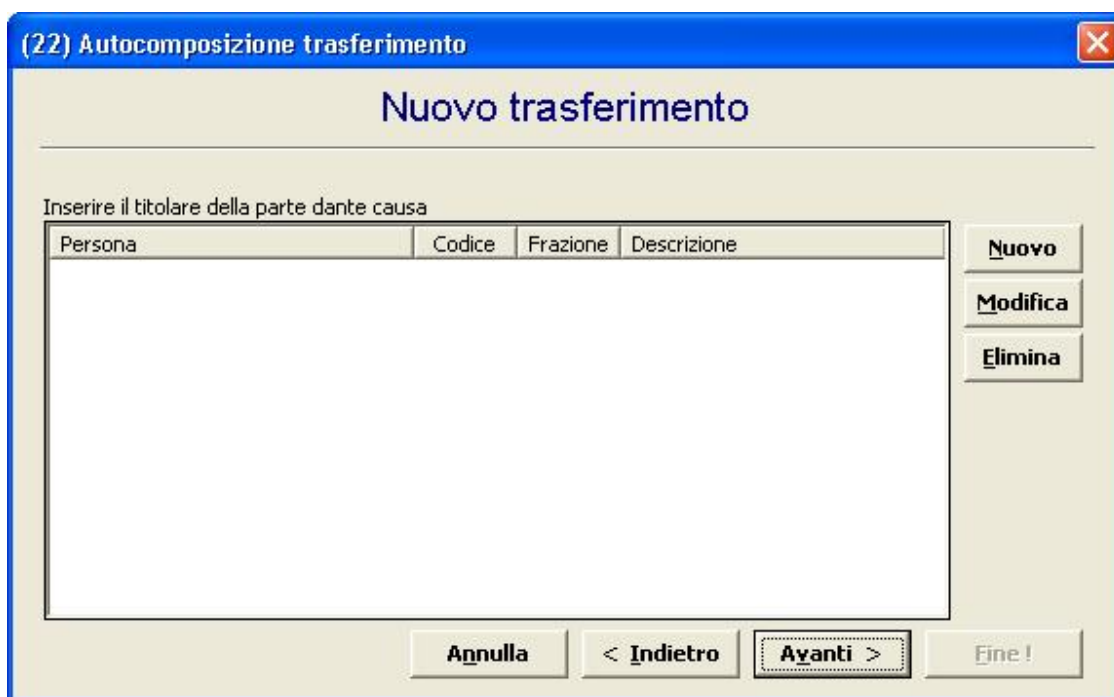 (22) Autocomposizione trasferimento
Nuovo trasferimento
Inserire il titolare della parte dante causa
Persona Codice Frazione Descrizione
Nuovo
Modifica
Elimina
Annulla < Indietro Avanti > Fine !